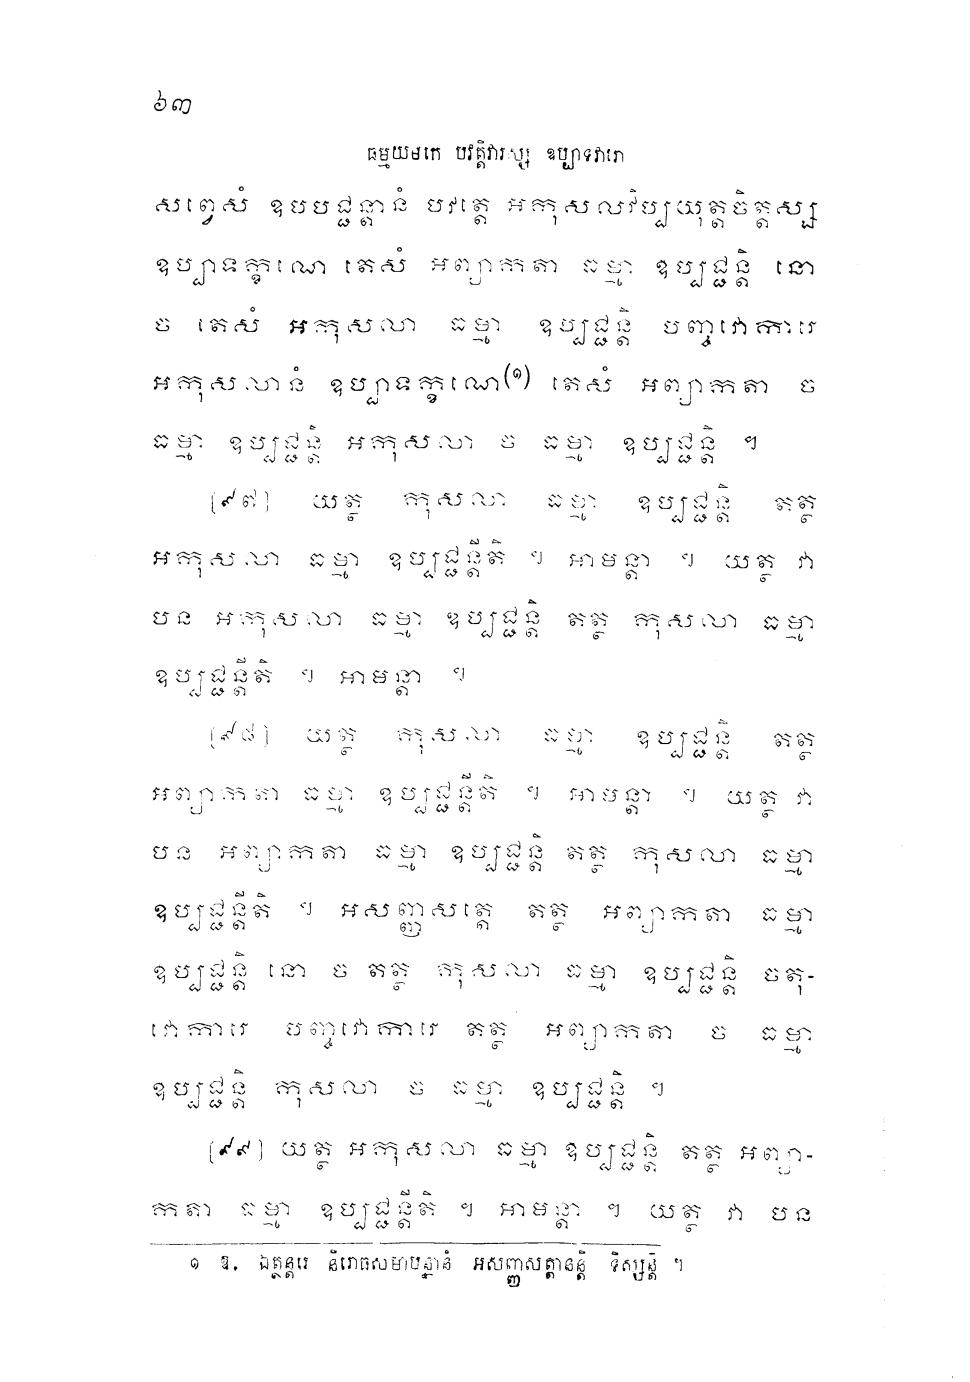 ៦៣
ធម្មយមកេ បវត្តិវារស្ស ឧប្បាទវារោ
សព្វេសំ ឧបបជ្ជន្តានំ បវត្តេ អកុសលវិប្បយុត្តចិត្តស្ស
ឧប្បាទក្ខណេ តេសំ អព្យាកតា ធម្មា ឧប្បជ្ជន្តិ នោ
ច តេសំ អកុសលា ធម្មា ឧប្បជ្ជន្តិ បញ្ចវោការេ
អកុសលានំ ឧប្បាទក្ខណេ(១) តេសំ អព្យាកតា ច
ធម្មា ឧប្បជ្ជន្តិ អកុសលា ច ធម្មា ឧប្បជ្ជន្តិ ។
[៩៧] យត្ថ កុសលា ធម្មា ឧប្បជ្ជន្តិ តត្ថ
អកុសលា ធម្មា ឧប្បជ្ជន្តីតិ ។ អាមន្តា ។ យត្ថ វា
បន អកុសលា ធម្មា ឧប្បជ្ជន្តិ តត្ថ កុសលា ធម្មា
ឧប្បជ្ជន្តីតិ ។ អាមន្តា ។
[៩៨] យត្ថ កុសលា ធម្មា ឧប្បជ្ជន្តិ តត្ថ
អព្យាកតា ធម្មា ឧប្បជ្ជន្តីតិ ។ អាមន្តា ។ យត្ថ វា
បន អព្យាកតា ធម្មា ឧប្បជ្ជន្តិ តត្ថ កុសលា ធម្មា
ឧប្បជ្ជន្តីតិ ។ អសញ្ញសត្តេ តត្ថ អព្យាកតា ធម្មា
ឧប្បជ្ជន្តិ នោ ច តត្ថ កុសលា ធម្មា ឧប្បជ្ជន្តិ ចតុ-
វោការេ បញ្ចវោការេ តត្ថ អព្យាកតា ច ធម្មា
ឧប្បជ្ជន្តិ កុសលា ច ធម្មា ឧប្បជ្ជន្តិ ។
[៩៩] យត្ថ អកុសលា ធម្មា ឧប្បជ្ជន្តិ តត្ថ អព្យា-
កតា ធម្មា ឧប្បជ្ជន្តីតិ ។ អាមន្តា ។ យត្ថ វា បន
១ ឱ. ឯត្ថន្តរេ និរោធសមាបន្នានំ អសញ្ញសត្តានន្តិ ទិស្សន្តិ ។